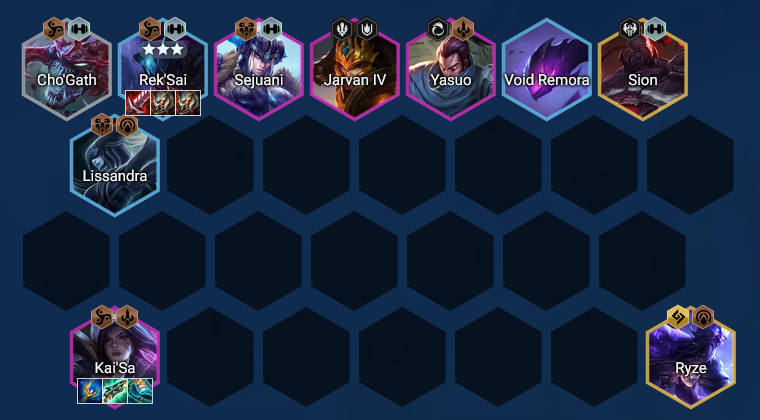 Cho'Gath
Rek'Sai
Sejuani
Jarvan IV
Yasuo
Void Remora
Sion
Lissandra
Kai'Sa
Ryze